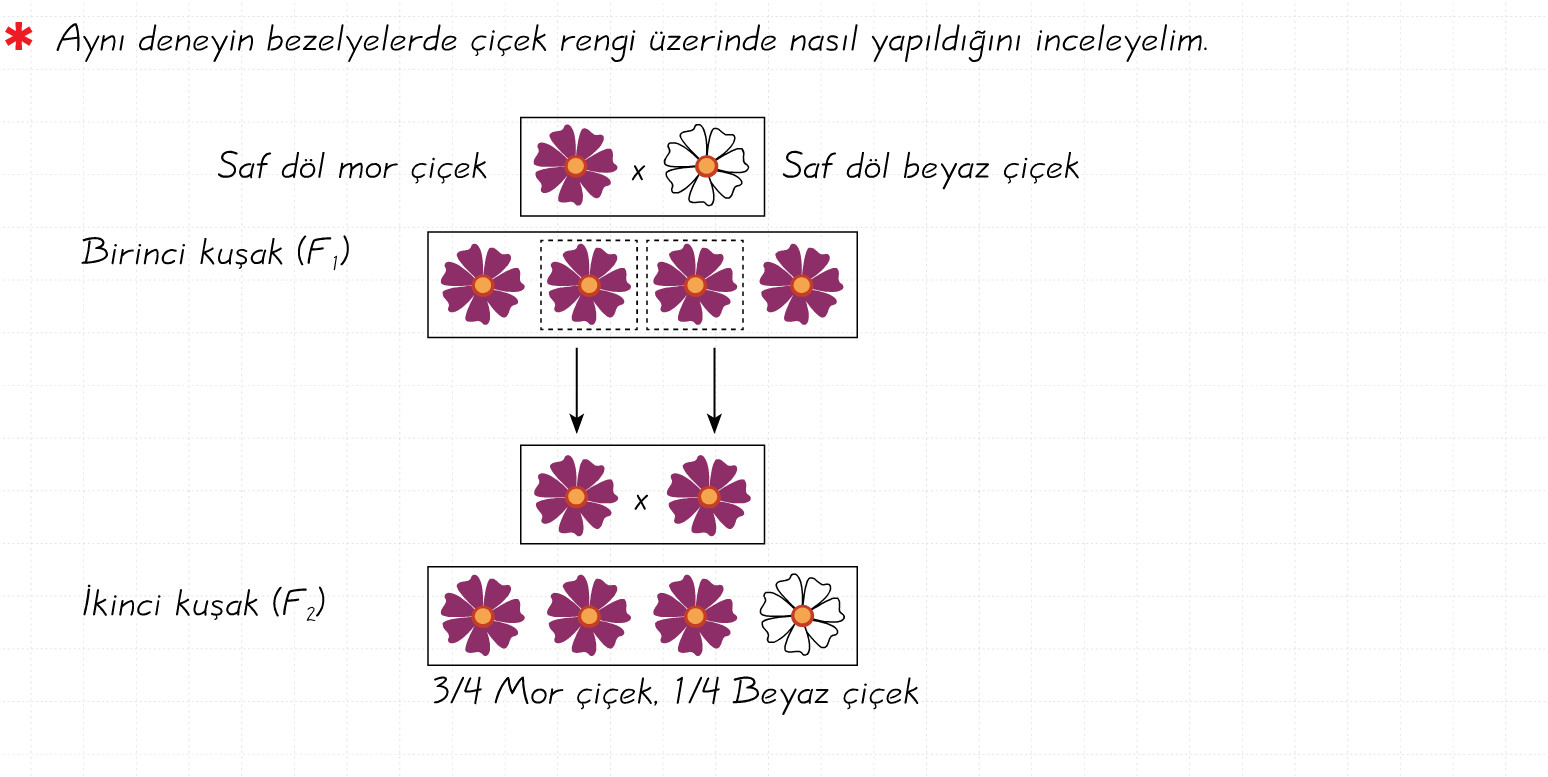 * Aynı deneyin bezelyelerde çiçek rengi üzerinde nasıl yapıldığını inceleyelim.
Saf döl mor çiçek x Saf döl beyaz çiçek
Birinci kuşak (F₁)
x
İkinci kuşak (F₂)
3/4 Mor çiçek, 1/4 Beyaz çiçek